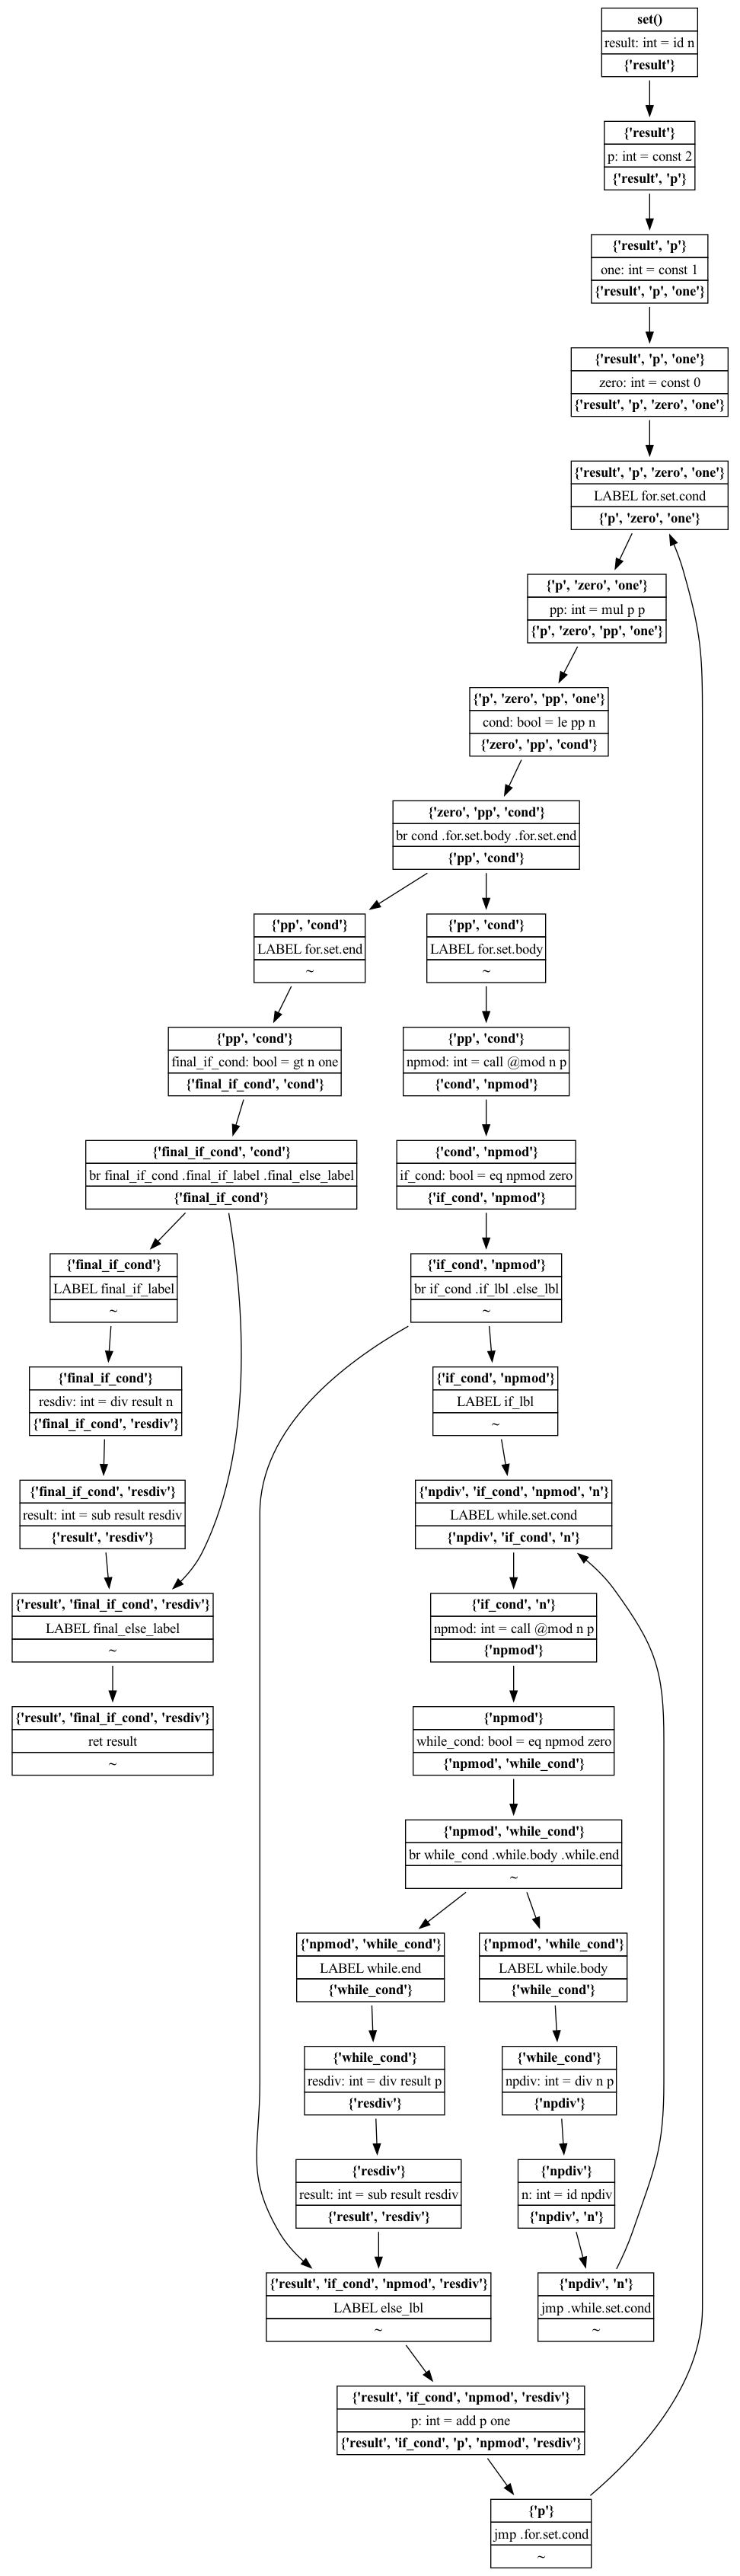 set()
result: int = id n
{'result'}
{'result'}
p: int = const 2
{'result', 'p'}
{'result', 'p'}
one: int = const 1
{'result', 'p', 'one'}
{'result', 'p', 'one'}
zero: int = const 0
{'result', 'p', 'zero', 'one'}
{'result', 'p', 'zero', 'one'}
LABEL for.set.cond
{'p', 'zero', 'one'}
{'p', 'zero', 'one'}
pp: int = mul p p
{'p', 'zero', 'pp', 'one'}
{'p', 'zero', 'pp', 'one'}
cond: bool = le pp n
{'zero', 'pp', 'cond'}
{'zero', 'pp', 'cond'}
br cond .for.set.body .for.set.end
{'pp', 'cond'}
{'pp', 'cond'}
LABEL for.set.end
~
{'pp', 'cond'}
LABEL for.set.body
~
{'pp', 'cond'}
final_if_cond: bool = gt n one
{'final_if_cond', 'cond'}
{'pp', 'cond'}
npmod: int = call @mod n p
{'cond', 'npmod'}
{'final_if_cond', 'cond'}
br final_if_cond .final_if_label .final_else_label
{'final_if_cond'}
{'cond', 'npmod'}
if_cond: bool = eq npmod zero
{'if_cond', 'npmod'}
{'final_if_cond'}
LABEL final_if_label
~
{'if_cond', 'npmod'}
br if_cond .if_lbl .else_lbl
~
{'final_if_cond'}
resdiv: int = div result n
{'final_if_cond', 'resdiv'}
{'if_cond', 'npmod'}
LABEL if_lbl
~
{'final_if_cond', 'resdiv'}
result: int = sub result resdiv
{'result', 'resdiv'}
{'npdiv', 'if_cond', 'npmod', 'n'}
LABEL while.set.cond
{'npdiv', 'if_cond', 'n'}
{'result', 'final_if_cond', 'resdiv'}
LABEL final_else_label
~
{'if_cond', 'n'}
npmod: int = call @mod n p
{'npmod'}
{'result', 'final_if_cond', 'resdiv'}
ret result
~
{'npmod'}
while_cond: bool = eq npmod zero
{'npmod', 'while_cond'}
{'npmod', 'while_cond'}
br while_cond .while.body .while.end
~
{'npmod', 'while_cond'}
LABEL while.end
{'while_cond'}
{'npmod', 'while_cond'}
LABEL while.body
{'while_cond'}
{'while_cond'}
resdiv: int = div result p
{'resdiv'}
{'while_cond'}
npdiv: int = div n p
{'npdiv'}
{'resdiv'}
result: int = sub result resdiv
{'result', 'resdiv'}
{'npdiv'}
n: int = id npdiv
{'npdiv', 'n'}
{'result', 'if_cond', 'npmod', 'resdiv'}
LABEL else_lbl
~
{'npdiv', 'n'}
jmp .while.set.cond
~
{'result', 'if_cond', 'npmod', 'resdiv'}
p: int = add p one
{'result', 'if_cond', 'p', 'npmod', 'resdiv'}
{'p'}
jmp .for.set.cond
~